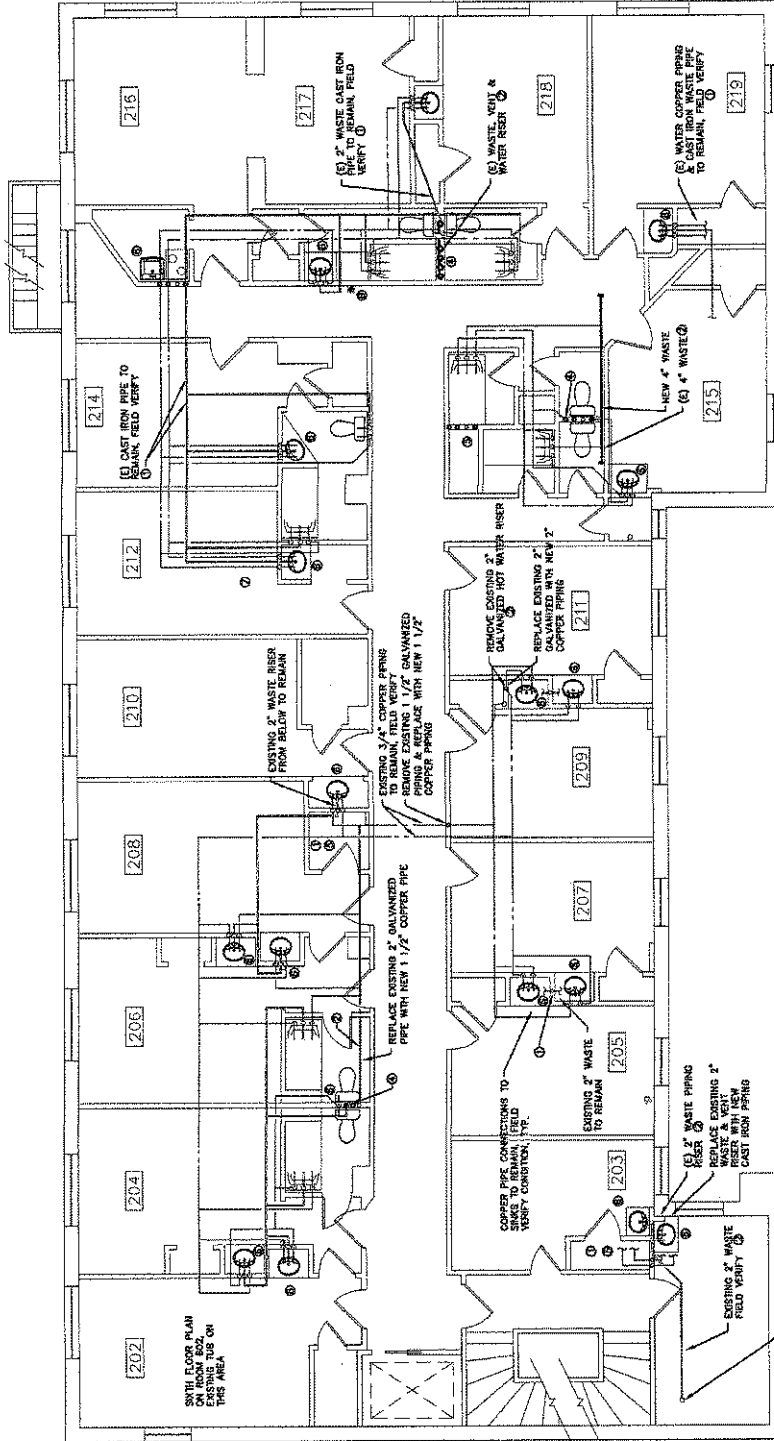 SIXTH FLOOR PLAN
ON ROOM 602,
EXISTING TUB ON
THIS AREA
202
204
206
208
210
212
214
216
217
218
219
215
211
209
207
205
203
(E) CAST IRON PIPE TO
REMAIN, FIELD VERIFY
①
(E) 2" WASTE CAST IRON
PIPE TO REMAIN, FIELD
VERIFY ①
(E) WASTE, VENT &
WATER RISER ②
(E) WATER COPPER PIPING
& CAST IRON WASTE PIPE
TO REMAIN, FIELD VERIFY
①
NEW 4" WASTE
(E) 4" WASTE ②
EXISTING 2" WASTE RISER
FROM BELOW TO REMAIN
EXISTING 3/4" COPPER PIPING
TO REMAIN, FIELD VERIFY
REMOVE EXISTING 1 1/2" GALVANIZED
PIPING & REPLACE WITH NEW 1 1/2"
COPPER PIPING
REMOVE EXISTING 2"
GALVANIZED HOT WATER RISER
REPLACE EXISTING 2"
GALVANIZED WITH NEW 2"
COPPER PIPING
REPLACE EXISTING 2" GALVANIZED
PIPE WITH NEW 1 1/2" COPPER PIPE
COPPER PIPE CONNECTIONS TO
SINKS TO REMAIN, FIELD
VERIFY CONDITION, TYP.
EXISTING 2" WASTE
TO REMAIN
(E) 2" WASTE PIPING
RISER ②
REPLACE EXISTING 2"
WASTE & VENT
RISER WITH NEW
CAST IRON PIPING
EXISTING 2" WASTE
FIELD VERIFY